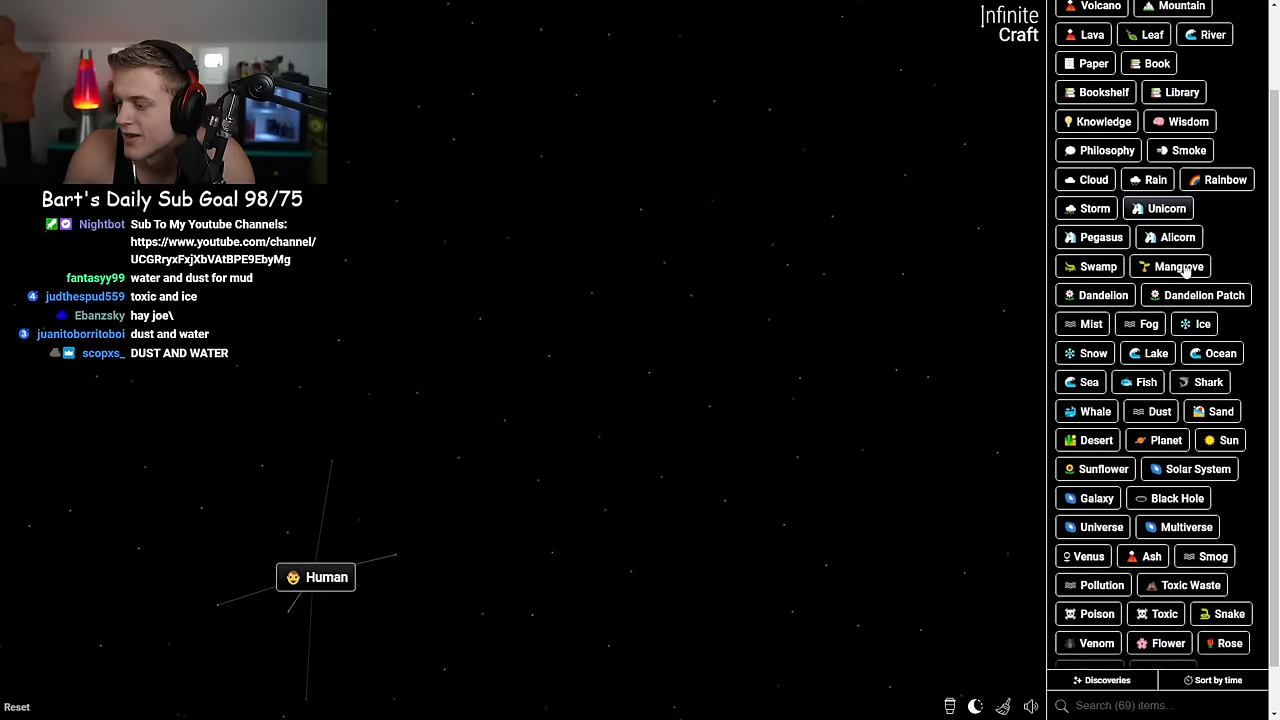 Infinite
Craft
Volcano Mountain
Lava Leaf River
Paper Book
Bookshelf Library
Knowledge Wisdom
Philosophy Smoke
Cloud Rain Rainbow
Storm Unicorn
Pegasus Alicorn
Swamp Mangrove
Dandelion Dandelion Patch
Mist Fog Ice
Snow Lake Ocean
Sea Fish Shark
Whale Dust Sand
Desert Planet Sun
Sunflower Solar System
Galaxy Black Hole
Universe Multiverse
Venus Ash Smog
Pollution Toxic Waste
Poison Toxic Snake
Venom Flower Rose
Discoveries Sort by time
Search (69) items...
Bart's Daily Sub Goal 98/75
Nightbot Sub To My Youtube Channels:
https://www.youtube.com/channel/
UCGRryxFxjXbVAtBPE9EbyMg
fantasyy99 water and dust for mud
4 judthespud559 toxic and ice
Ebanzsky hay joe\
3 juanitoborritoboi dust and water
scopxs_ DUST AND WATER
Human
Reset